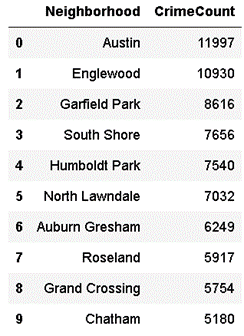 Neighborhood CrimeCount
0 Austin 11997
1 Englewood 10930
2 Garfield Park 8616
3 South Shore 7656
4 Humboldt Park 7540
5 North Lawndale 7032
6 Auburn Gresham 6249
7 Roseland 5917
8 Grand Crossing 5754
9 Chatham 5180